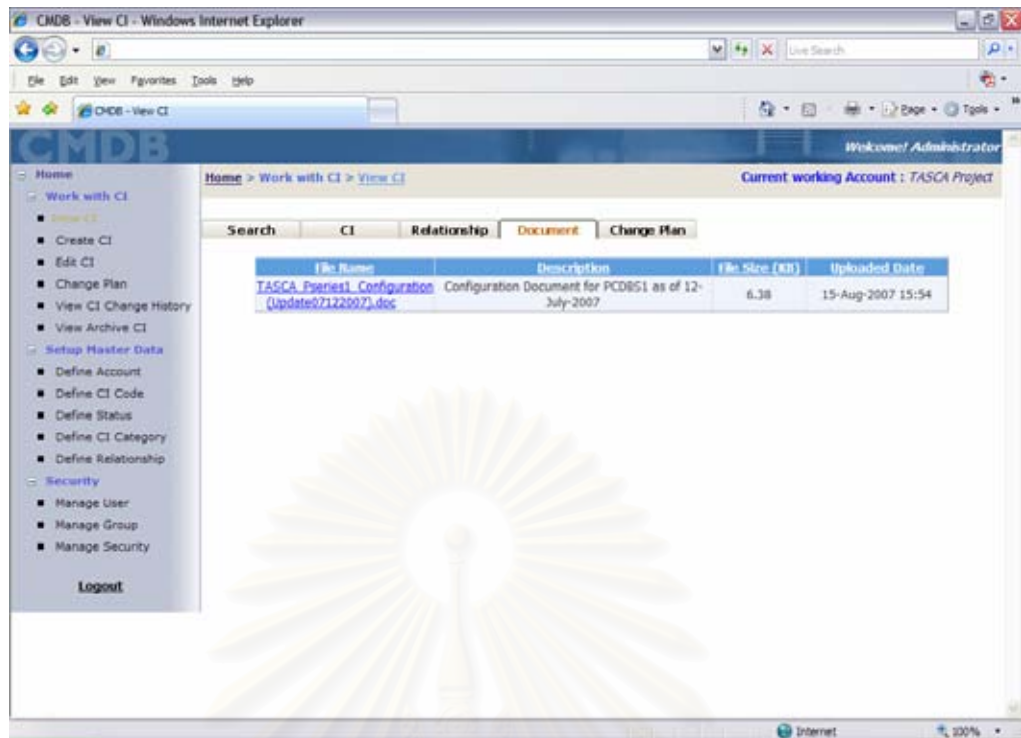 CMDB - View CI - Windows Internet Explorer
Live Search
File Edit View Favorites Tools Help
CMDB - View CI
Page Tools
CMDB
Welcome! Administrator
Home > Work with CI > View CI
Current working Account : TASCA Project
Home
Work with CI
View CI
Create CI
Edit CI
Change Plan
View CI Change History
View Archive CI
Setup Master Data
Define Account
Define CI Code
Define Status
Define CI Category
Define Relationship
Security
Manage User
Manage Group
Manage Security
Logout
Search CI Relationship Document Change Plan
File Name Description File Size (KB) Uploaded Date
TASCA_Pseries1_Configuration Configuration Document for PCDBS1 as of 12-
(Update07122007).doc July-2007 6.38 15-Aug-2007 15:54
Internet 100%